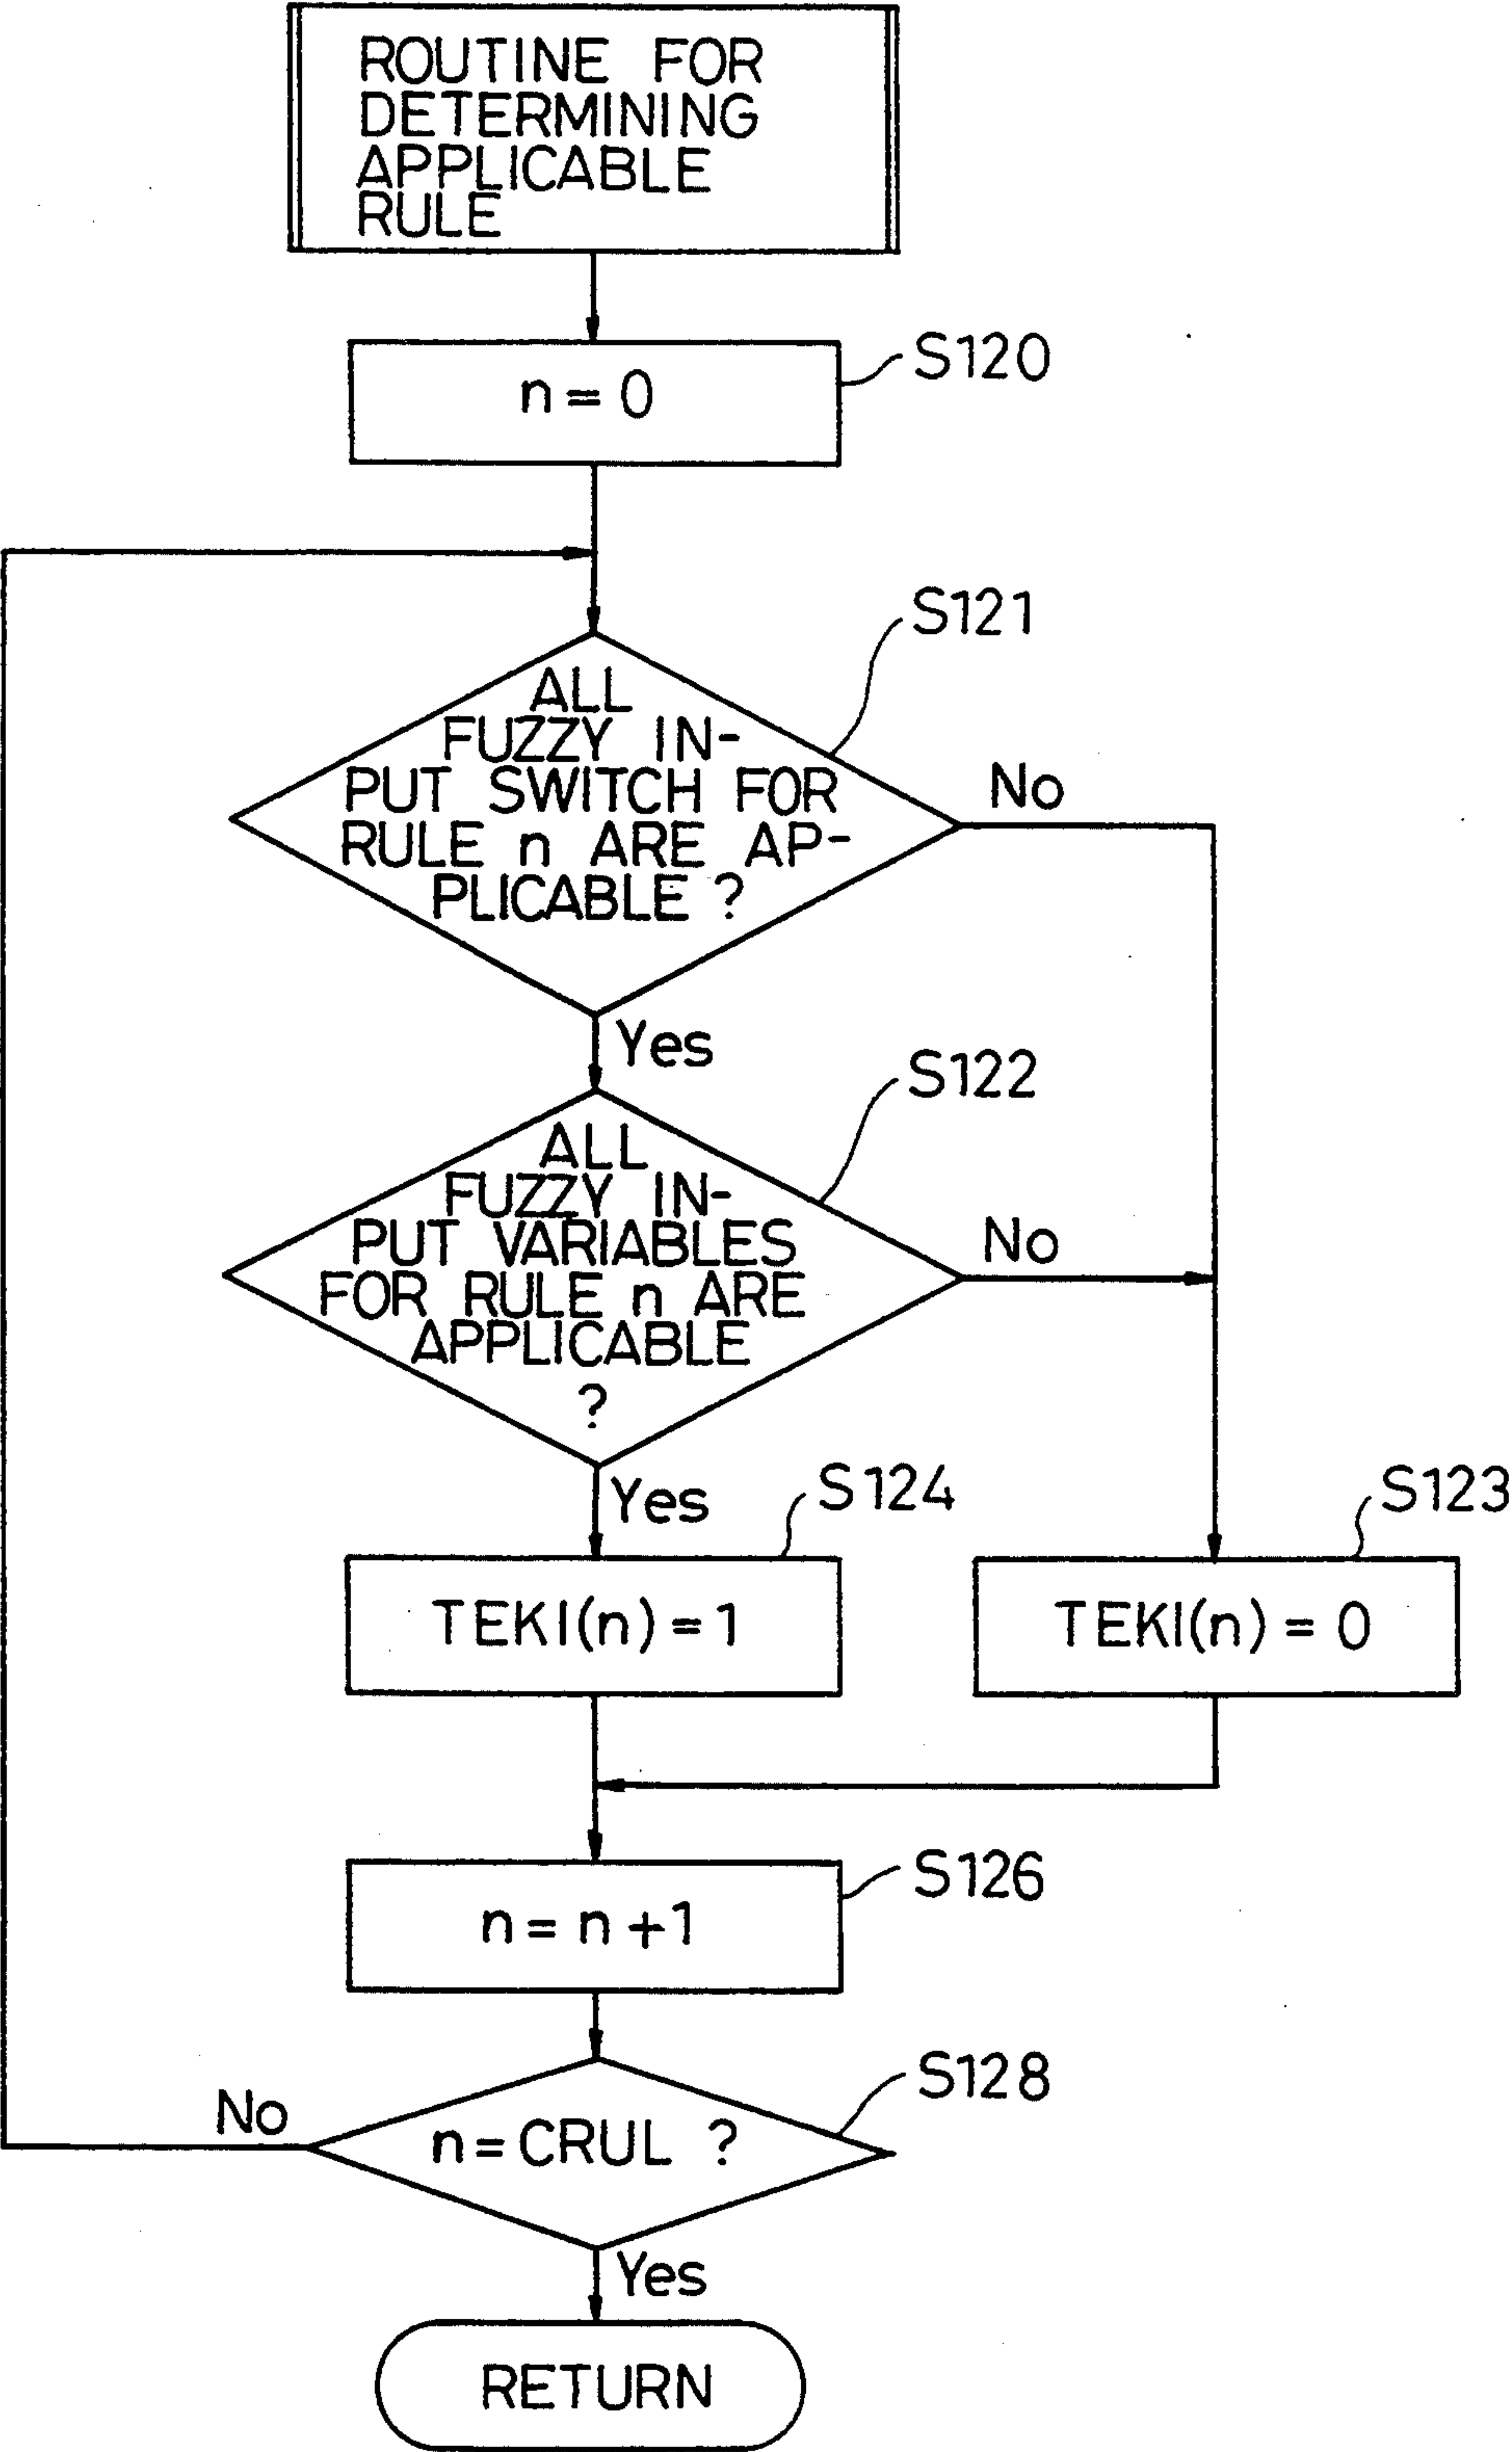 ROUTINE FOR
DETERMINING
APPLICABLE
RULE
S120
n = 0
S121
ALL
FUZZY IN-
PUT SWITCH FOR
RULE n ARE AP-
PLICABLE ?
No
Yes
S122
ALL
FUZZY IN-
PUT VARIABLES
FOR RULE n ARE
APPLICABLE
?
No
Yes
S124
S123
TEKI(n) = 1
TEKI(n) = 0
S126
n = n + 1
S128
No
n = CRUL ?
Yes
RETURN